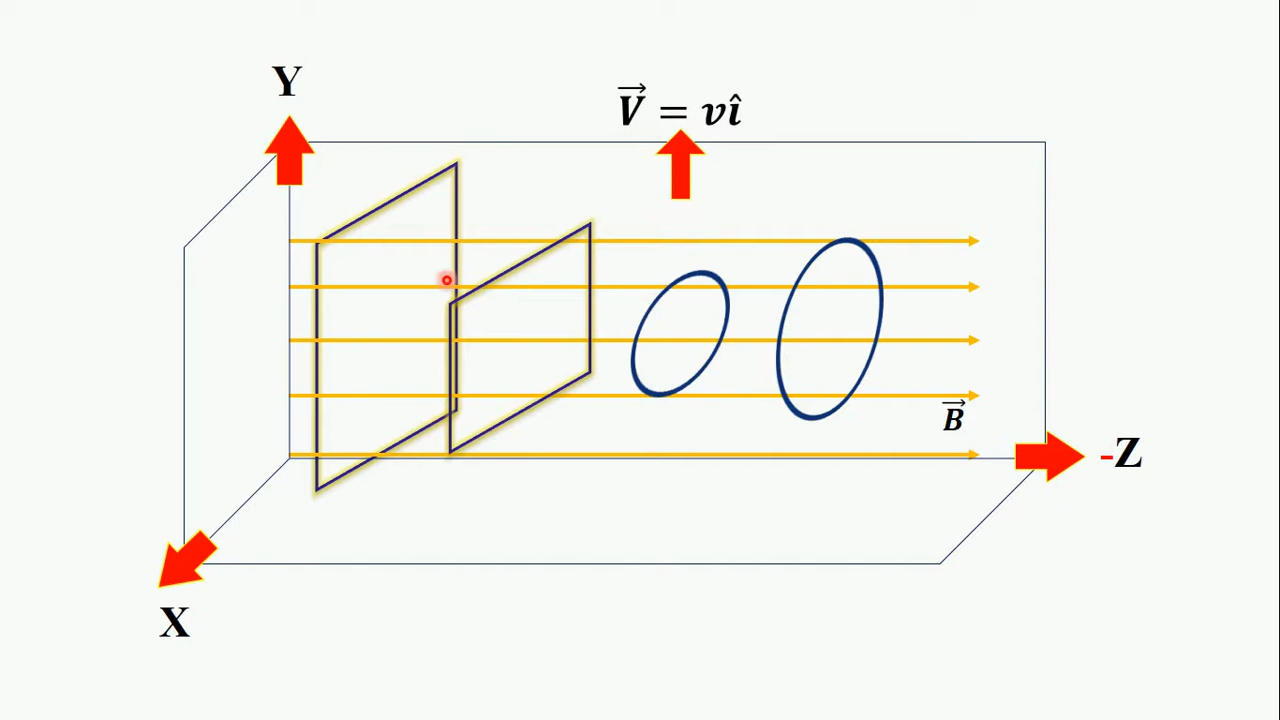 Y
V⃗ = vî
B⃗
-Z
X